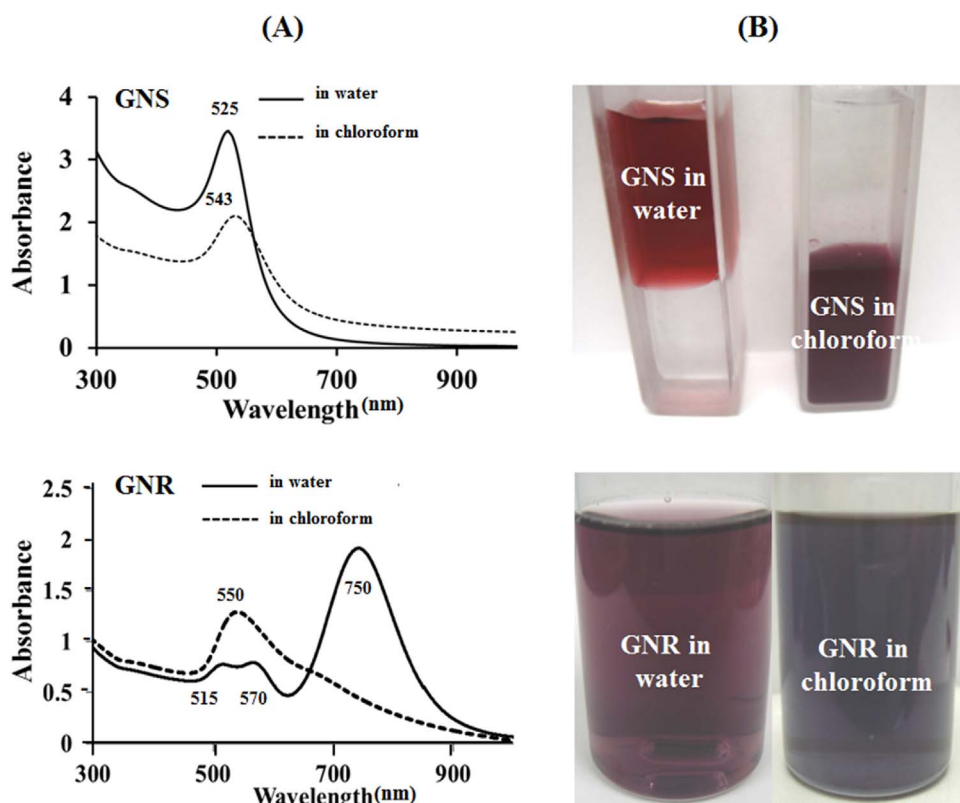 (A)
(B)
GNS
in water
in chloroform
525
543
4
3
2
1
0
Absorbance
300
500
700
900
Wavelength(nm)
GNS in
water
GNS in
chloroform
GNR
in water
in chloroform
550
750
515
570
2.5
2
1.5
1
0.5
0
Absorbance
300
500
700
900
Wavelength(nm)
GNR in
water
GNR in
chloroform